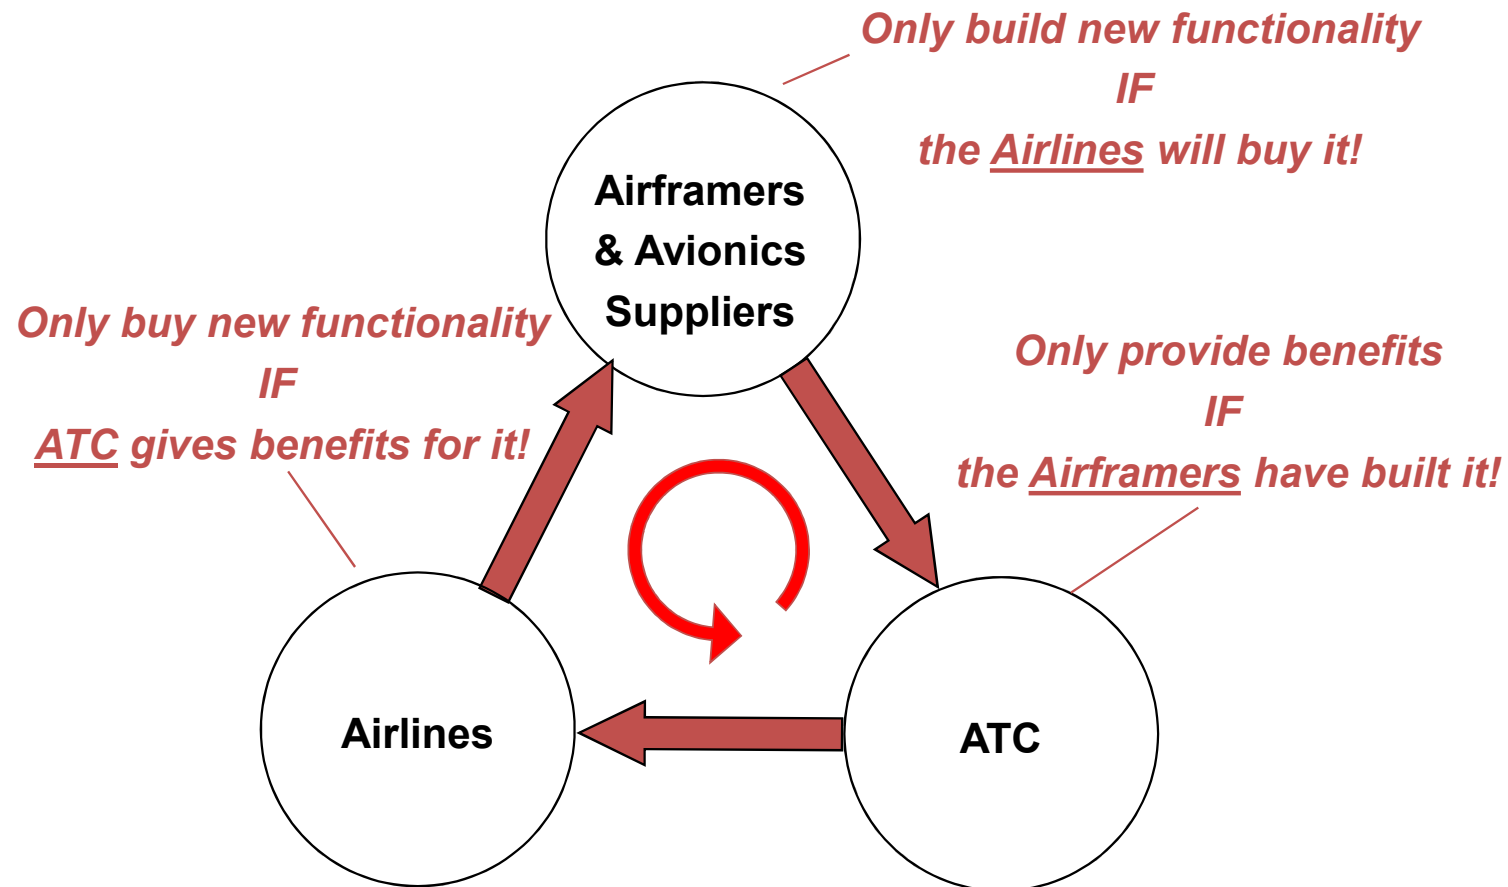 Only build new functionality
IF
the Airlines will buy it!
Airframers
& Avionics
Suppliers
Only buy new functionality
IF
ATC gives benefits for it!
Only provide benefits
IF
the Airframers have built it!
Airlines
ATC